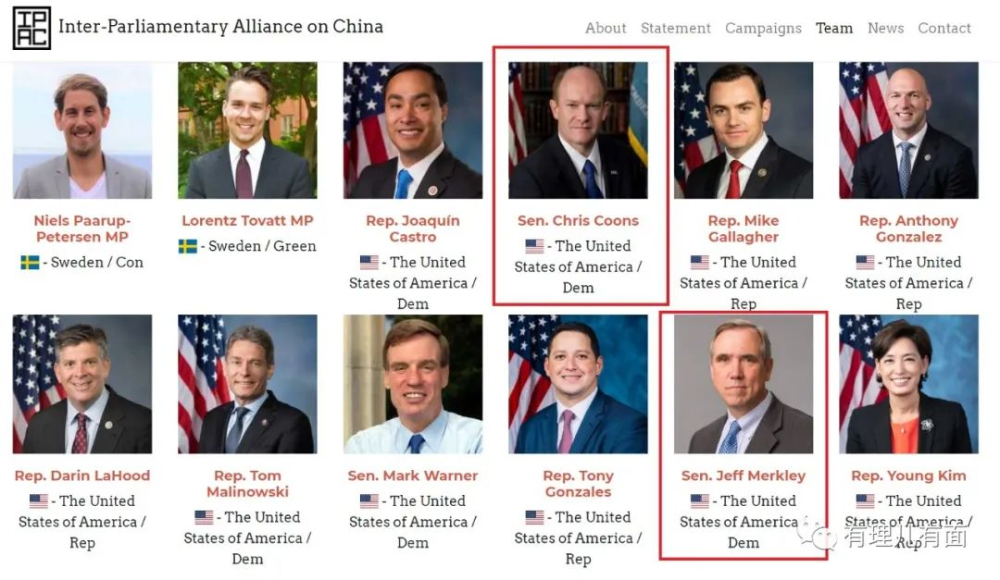 IP
AC
Inter-Parliamentary Alliance on China
About Statement Campaigns Team News Contact
Niels Paarup-
Petersen MP
- Sweden / Con
Lorentz Tovatt MP
- Sweden / Green
Rep. Joaquín
Castro
- The United
States of America /
Dem
Sen. Chris Coons
- The United
States of America /
Dem
Rep. Mike
Gallagher
- The United
States of America /
Rep
Rep. Anthony
Gonzalez
- The United
States of America /
Rep
Rep. Darin LaHood
- The United
States of America /
Rep
Rep. Tom
Malinowski
- The United
States of America /
Dem
Sen. Mark Warner
- The United
States of America /
Dem
Rep. Tony
Gonzales
- The United
States of America /
Rep
Sen. Jeff Merkley
- The United
States of America /
Dem
Rep. Young Kim
- The United
States of America /
Rep
有理儿有面